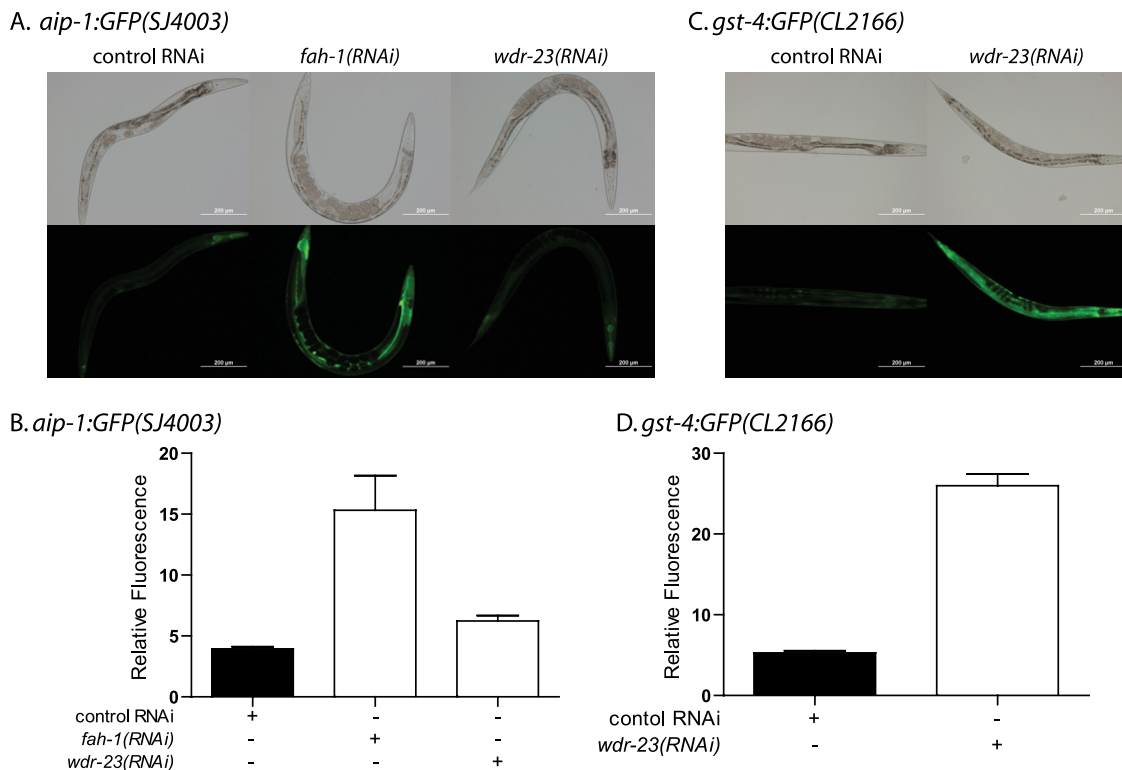 A. aip-1:GFP(SJ4003)
control RNAi fah-1(RNAi) wdr-23(RNAi)
200 µm 200 µm 200 µm
200 µm 200 µm 200 µm
C. gst-4:GFP(CL2166)
control RNAi wdr-23(RNAi)
200 µm 200 µm
200 µm 200 µm
B. aip-1:GFP(SJ4003)
Relative Fluorescence
20
15
10
5
0
control RNAi + - -
fah-1(RNAi) - + -
wdr-23(RNAi) - - +
D. gst-4:GFP(CL2166)
Relative Fluorescence
30
20
10
0
contol RNAi + -
wdr-23(RNAi) - +